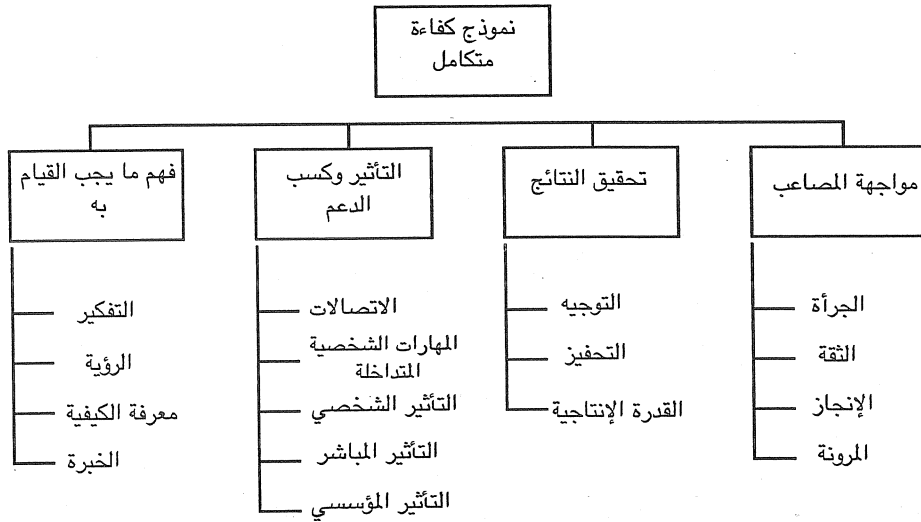 نموذج كفاءة
متكامل
مواجهة المصاعب
الجرأة
الثقة
الإنجاز
المرونة
تحقيق النتائج
التوجيه
التحفيز
القدرة الإنتاجية
التأثير وكسب
الدعم
الاتصالات
المهارات الشخصية
المتداخلة
التأثير الشخصي
التأثير المباشر
التأثير المؤسسي
فهم ما يجب القيام
به
التفكير
الرؤية
معرفة الكيفية
الخبرة